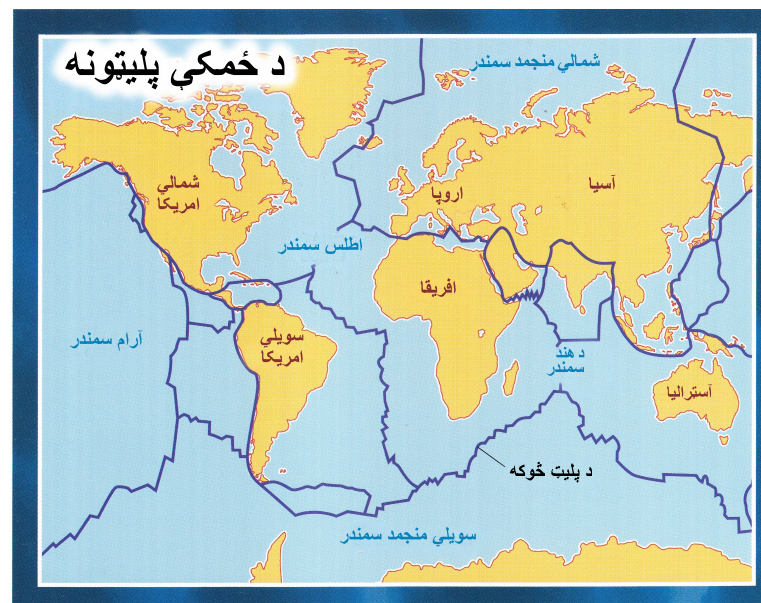 د ځمکې پلیټونه
شمالي منجمد سمندر
شمالي
امریکا
اروپا
آسیا
اطلس سمندر
افریقا
آرام سمندر
سویلي
امریکا
د هند
سمندر
آسټرالیا
د پلیټ څوکه
سویلي منجمد سمندر